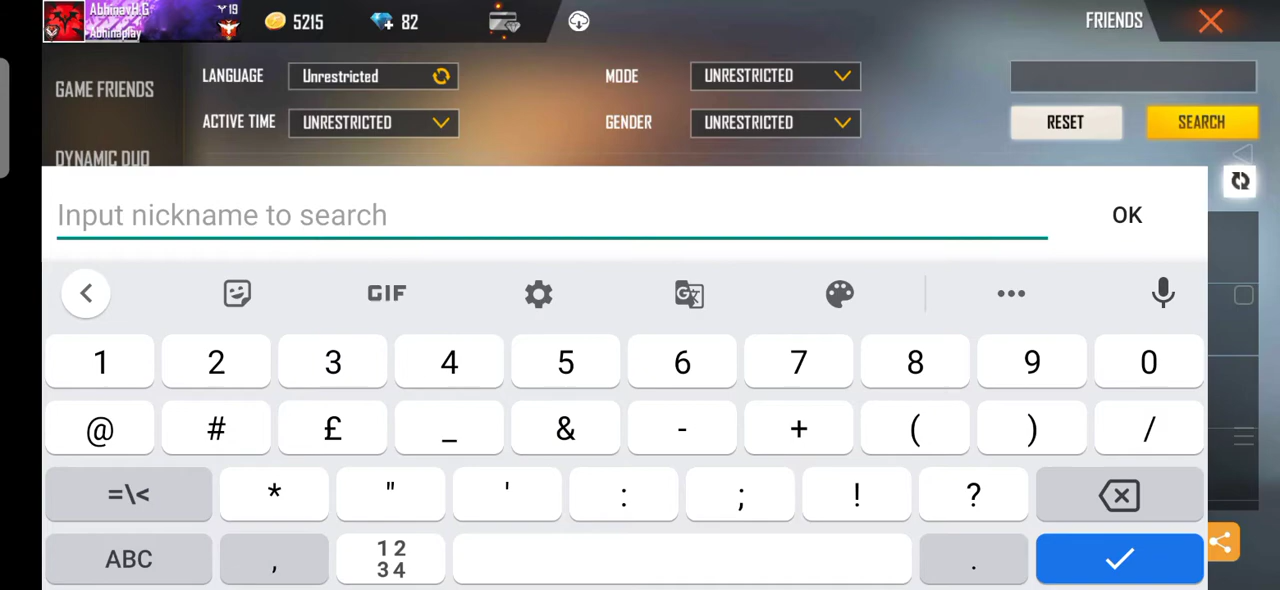 AbhinavH.G
19
Abhinaplay
5215
82
FRIENDS
GAME FRIENDS
LANGUAGE
Unrestricted
MODE
UNRESTRICTED
ACTIVE TIME
UNRESTRICTED
GENDER
UNRESTRICTED
RESET
SEARCH
DYNAMIC DUO
Input nickname to search
OK
GIF
1 2 3 4 5 6 7 8 9 0
@ # £ _ & - + ( ) /
=\< * " ' : ; ! ?
ABC , 12 .
34